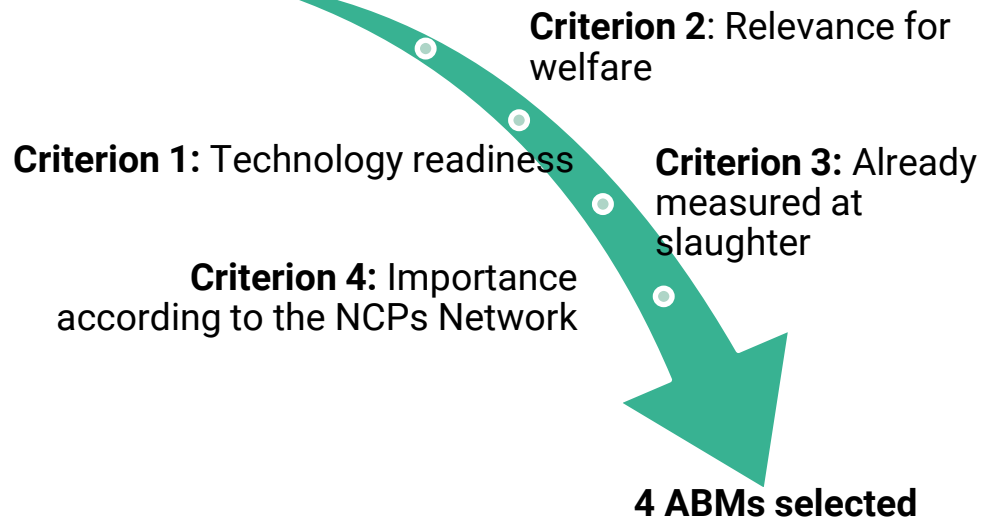 Criterion 2: Relevance for
welfare
Criterion 1: Technology readiness
Criterion 3: Already
measured at
slaughter
Criterion 4: Importance
according to the NCPs Network
4 ABMs selected